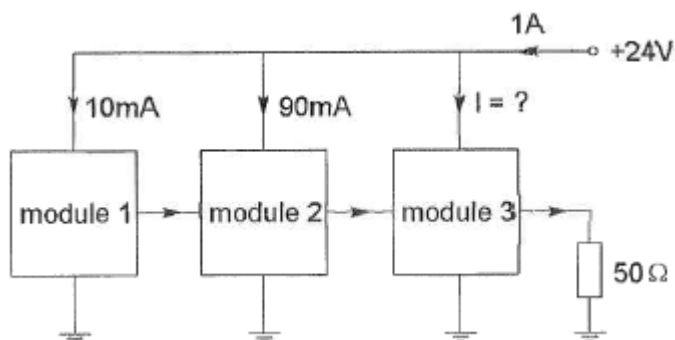 1A
+24V
10mA
90mA
I = ?
module 1
module 2
module 3
50 Ω